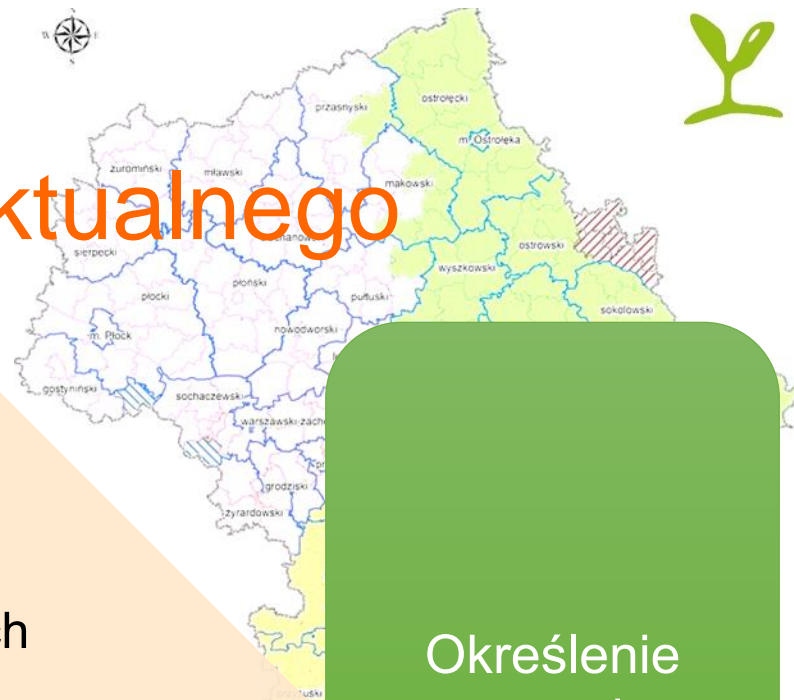 W E
S
przasnyski
ostrołęcki
m. Ostrołęka
żuromiński
mławski
makowski
ktualnego
sierpecki
ostrowski
wyszkowski
płocki
płoński
pułtuski
sokołowski
nowodworski
m. Płock
gostyniński
sochaczewski
warszawski-zach
grodziski
żyrardowski
ch
Określenie